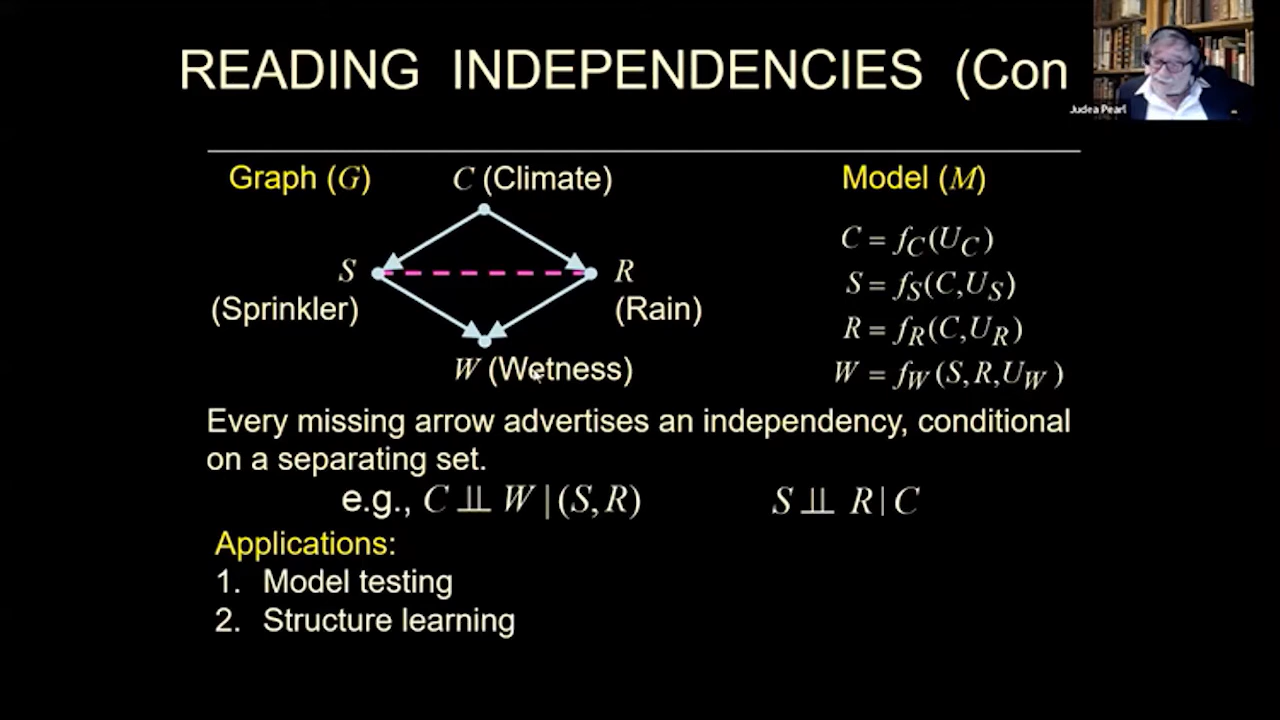 READING INDEPENDENCIES (Con
Judea Pearl
Graph (G)
C (Climate)
Model (M)
S
(Sprinkler)
R
(Rain)
W (Wetness)
C = f_C(U_C)
S = f_S(C,U_S)
R = f_R(C,U_R)
W = f_W(S,R,U_W)
Every missing arrow advertises an independency, conditional
on a separating set.
e.g., C ⫫ W | (S,R) S ⫫ R | C
Applications:
1. Model testing
2. Structure learning